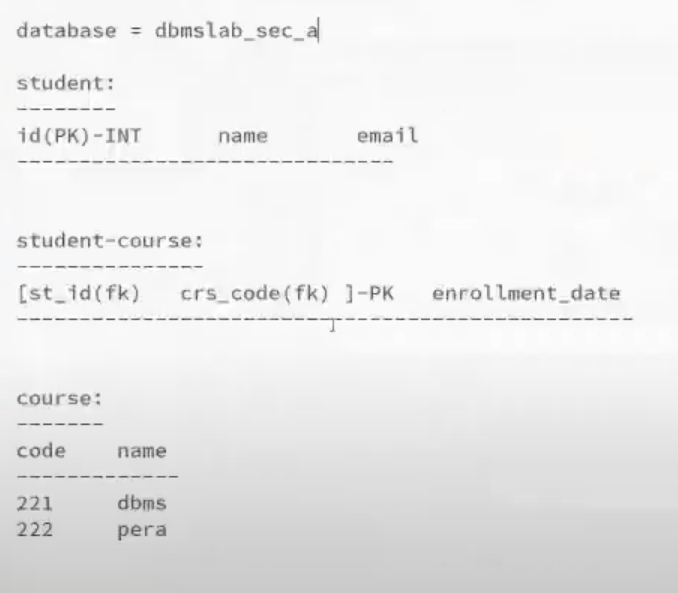 database = dbmslab_sec_a
student:
--------
id(PK)-INT name email
------------------------------
student-course:
---------------
[st_id(fk) crs_code(fk) ]-PK enrollment_date
--------------------------------------------------
course:
-------
code name
-------------
221 dbms
222 pera